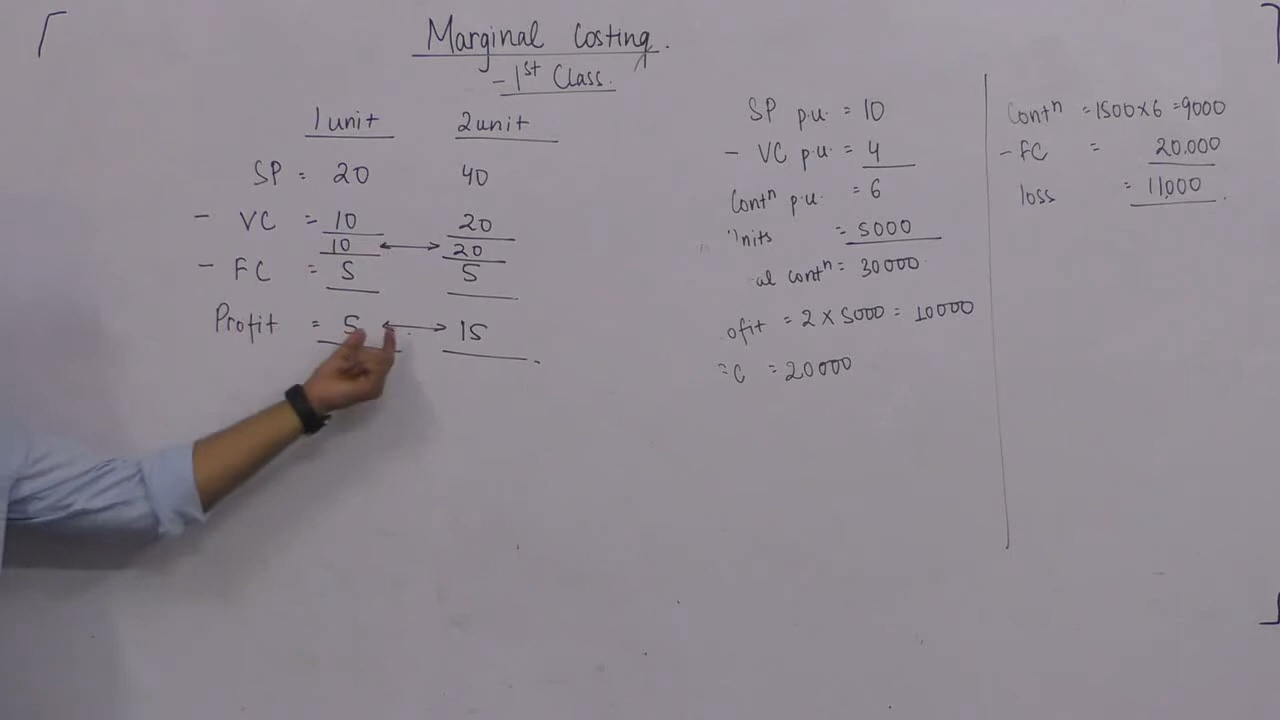 Marginal Costing.
- 1st Class.
1 unit 2 unit
SP = 20 40
- VC = 10 20
10 ↔ 20
- FC = 5 5
Profit = 5 ↔ 15
SP p.u. = 10
- VC p.u. = 4
Contn p.u. = 6
nits = 5000
al contn = 30000
ofit = 2 × 5000 = 10000
C = 20000
Contn = 1500×6 = 9000
- FC = 20.000
loss = 11,000